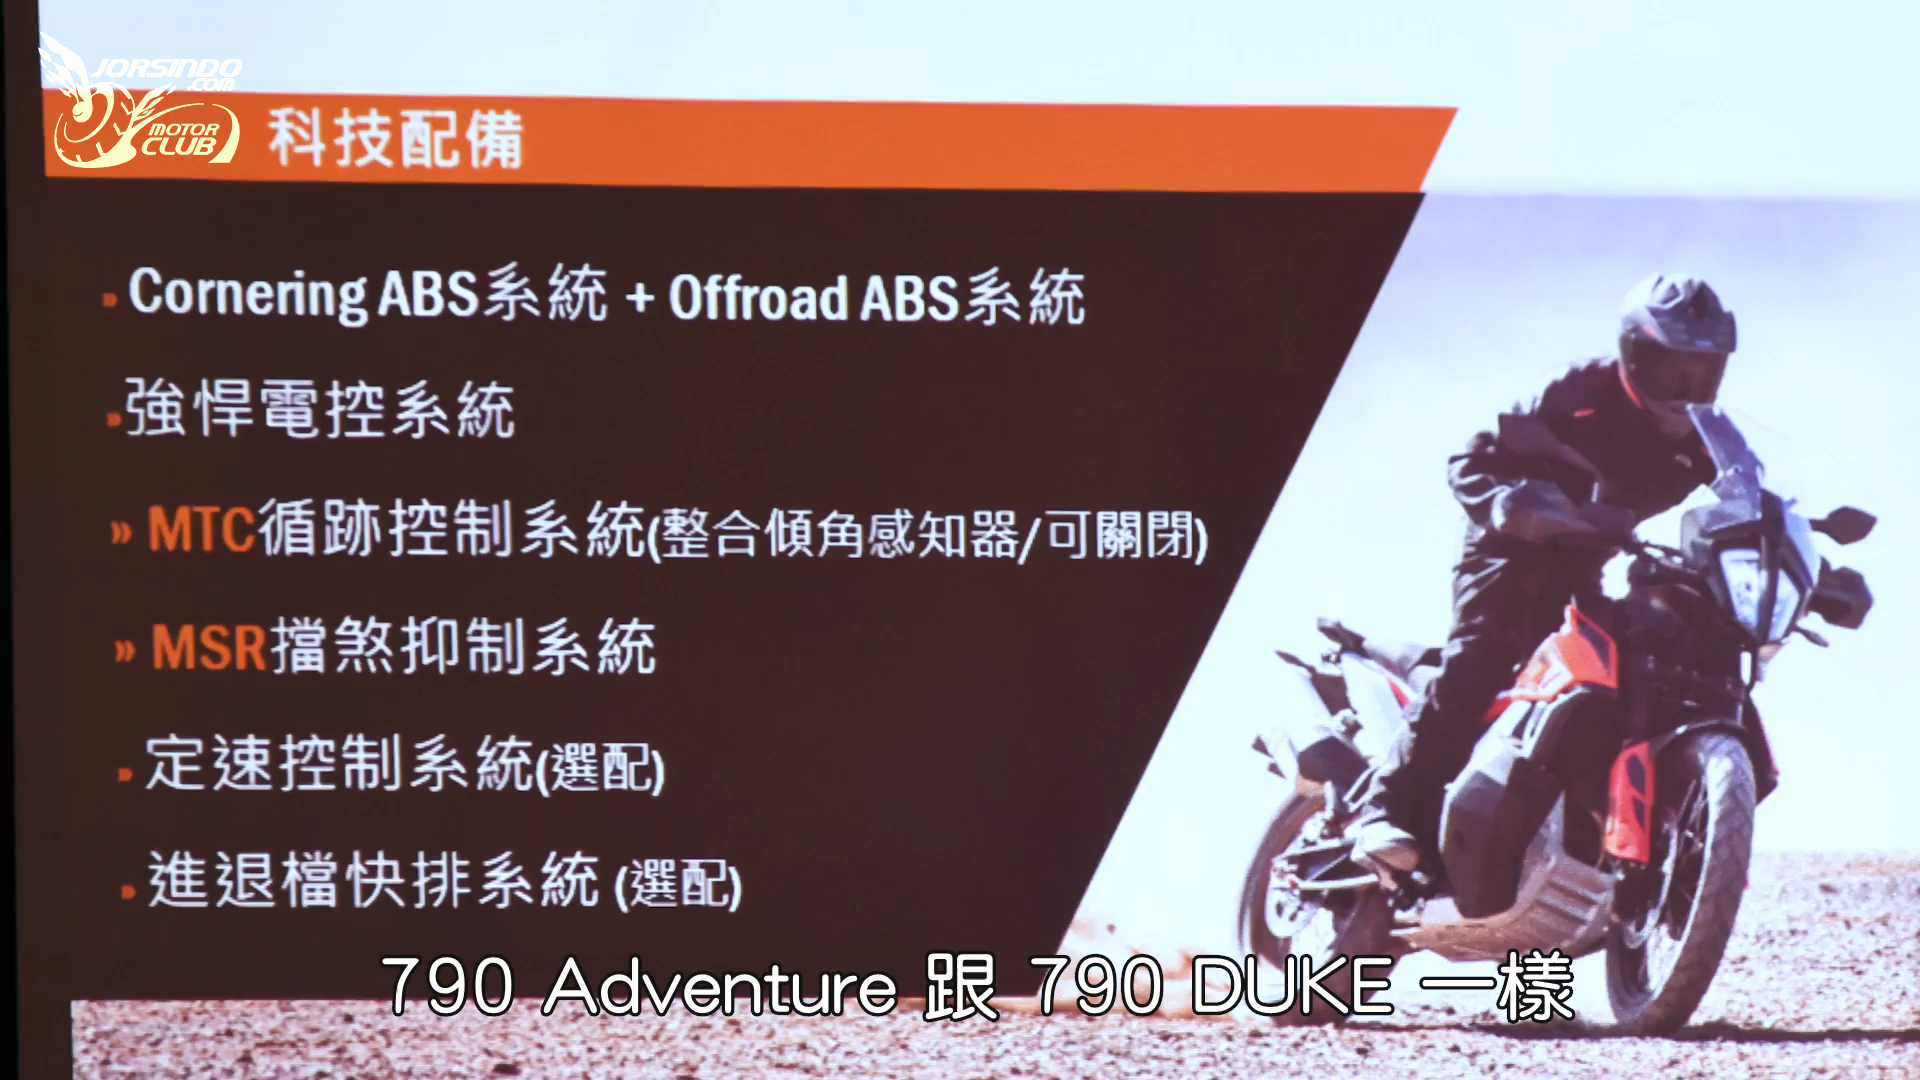 JORSINDO
.COM
MOTOR
CLUB
科技配備
» Cornering ABS系統 + Offroad ABS系統
» 強悍電控系統
» MTC循跡控制系統(整合傾角感知器/可關閉)
» MSR擋煞抑制系統
» 定速控制系統(選配)
» 進退檔快排系統 (選配)
790 Adventure 跟 790 DUKE 一樣